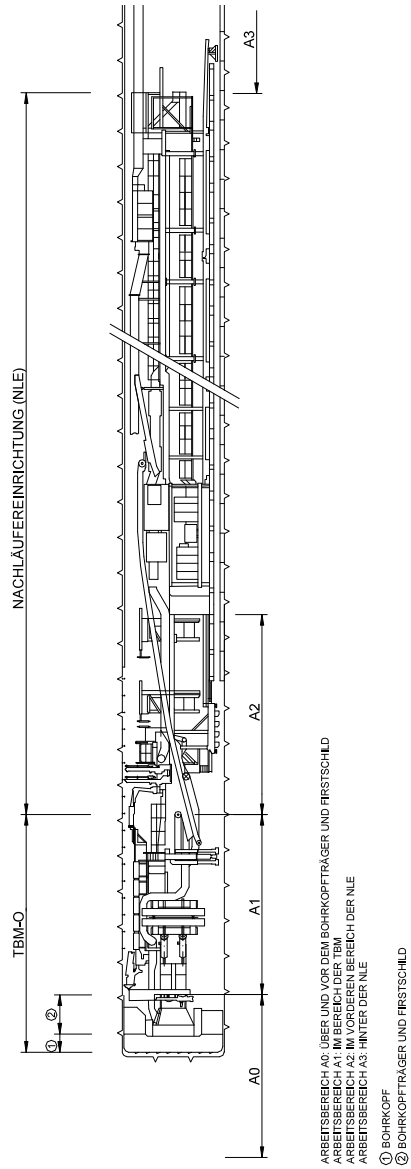 TBM-O
NACHLÄUFEREINRICHTUNG (NLE)
①
②
A0
A1
A2
A3
ARBEITSBEREICH A0: ÜBER UND VOR DEM BOHRKOPFTRÄGER UND FIRSTSCHILD
ARBEITSBEREICH A1: IM BEREICH DER TBM
ARBEITSBEREICH A2: IM VORDEREN BEREICH DER NLE
ARBEITSBEREICH A3: HINTER DER NLE
① BOHRKOPF
② BOHRKOPFTRÄGER UND FIRSTSCHILD